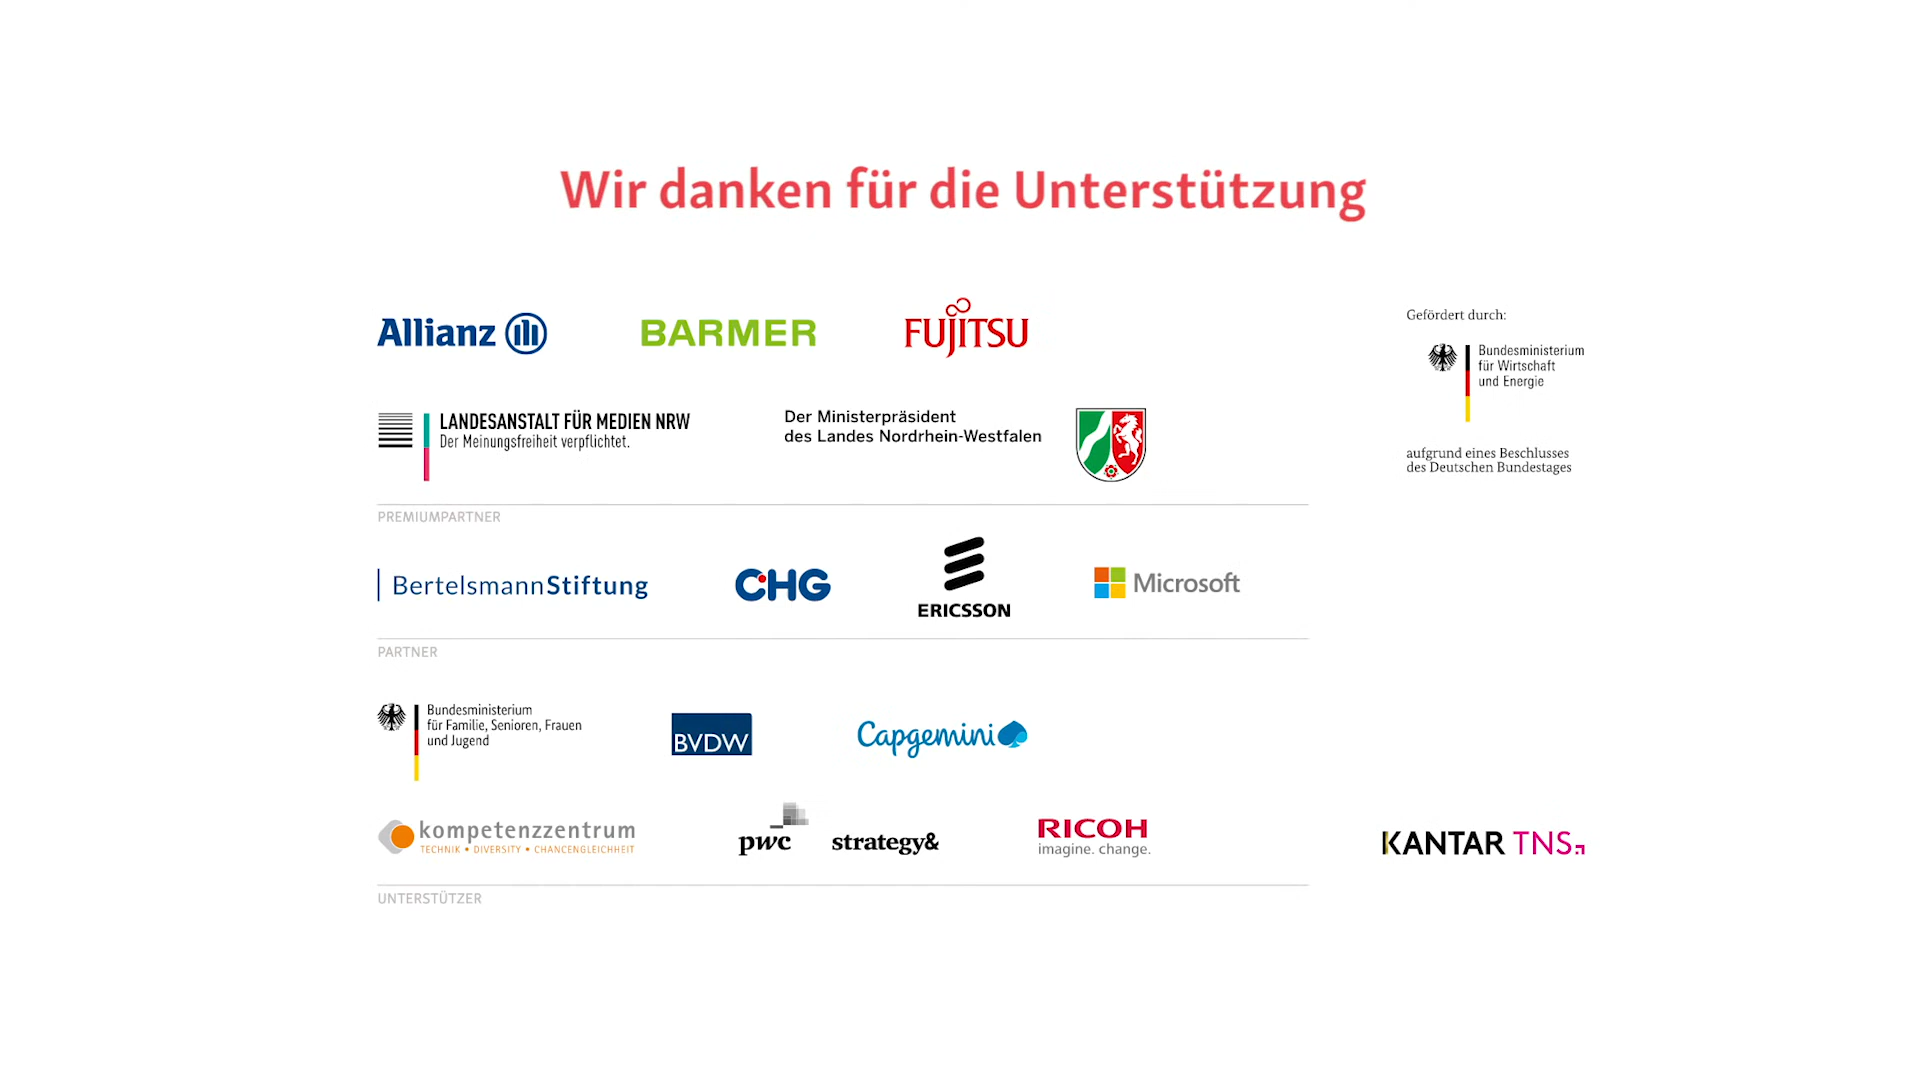 Wir danken für die Unterstützung
Allianz
BARMER
FUJITSU
LANDESANSTALT FÜR MEDIEN NRW
Der Meinungsfreiheit verpflichtet.
Der Ministerpräsident
des Landes Nordrhein-Westfalen
PREMIUMPARTNER
BertelsmannStiftung
CHG
ERICSSON
Microsoft
PARTNER
Bundesministerium
für Familie, Senioren, Frauen
und Jugend
BVDW
Capgemini
kompetenzzentrum
TECHNIK • DIVERSITY • CHANCENGLEICHHEIT
pwc
strategy&
RICOH
imagine. change.
UNTERSTÜTZER
Gefördert durch:
Bundesministerium
für Wirtschaft
und Energie
aufgrund eines Beschlusses
des Deutschen Bundestages
KANTAR TNS.